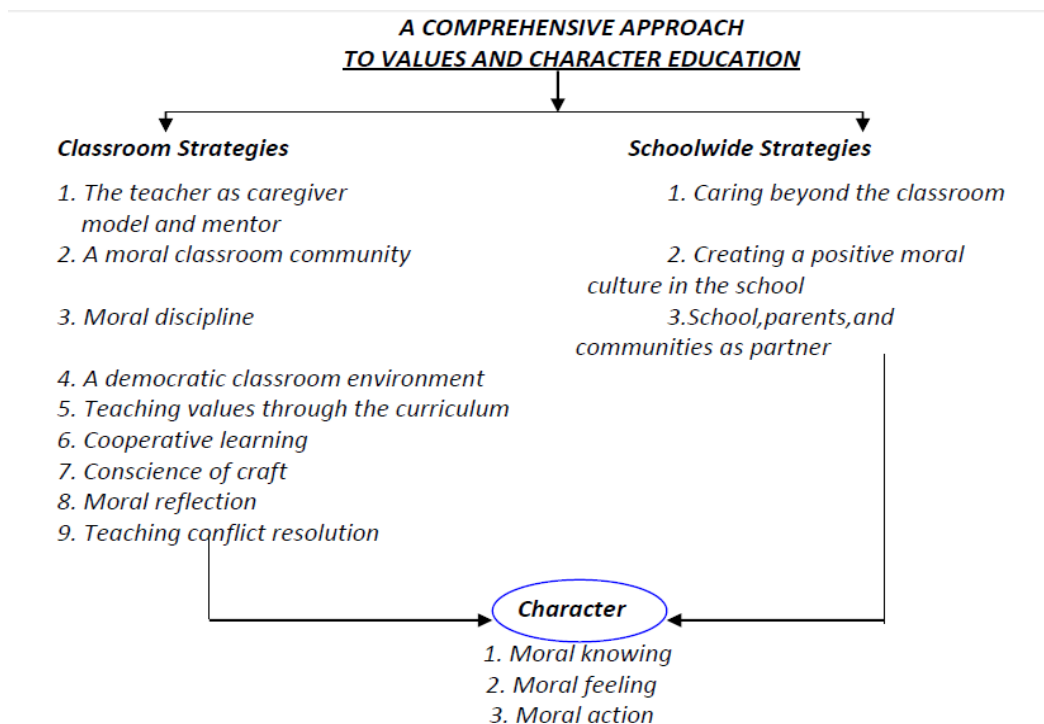 A COMPREHENSIVE APPROACH
TO VALUES AND CHARACTER EDUCATION
Classroom Strategies
1. The teacher as caregiver
model and mentor
2. A moral classroom community
3. Moral discipline
4. A democratic classroom environment
5. Teaching values through the curriculum
6. Cooperative learning
7. Conscience of craft
8. Moral reflection
9. Teaching conflict resolution
Schoolwide Strategies
1. Caring beyond the classroom
2. Creating a positive moral
culture in the school
3.School,parents,and
communities as partner
Character
1. Moral knowing
2. Moral feeling
3. Moral action